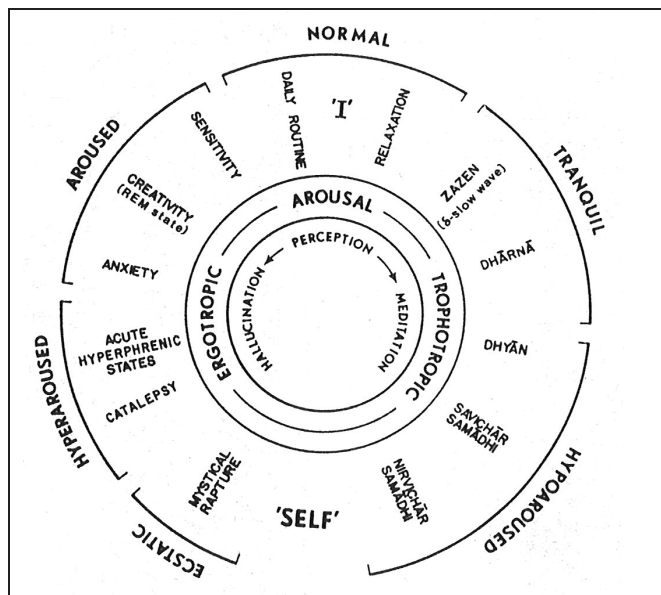 NORMAL
DAILY ROUTINE
'I'
RELAXATION
TRANQUIL
ZAZEN
(δ-slow wave)
DHĀRNĀ
HYPOAROUSED
DHYĀN
SAVICHĀR
SAMĀDHI
NIRVICHĀR
SAMĀDHI
'SELF'
ECSTATIC
MYSTICAL
RAPTURE
HYPERAROUSED
CATALEPSY
ACUTE
HYPERPHRENIC
STATES
AROUSED
ANXIETY
CREATIVITY
(REM state)
SENSITIVITY
AROUSAL
ERGOTROPIC
TROPHOTROPIC
PERCEPTION
HALLUCINATION
MEDITATION